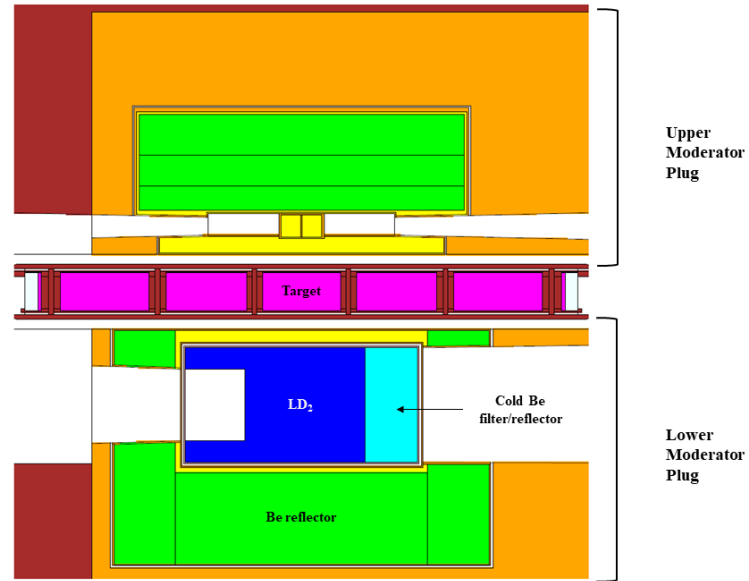 Upper
Moderator
Plug
Target
LD₂
Cold Be
filter/reflector
Lower
Moderator
Plug
Be reflector